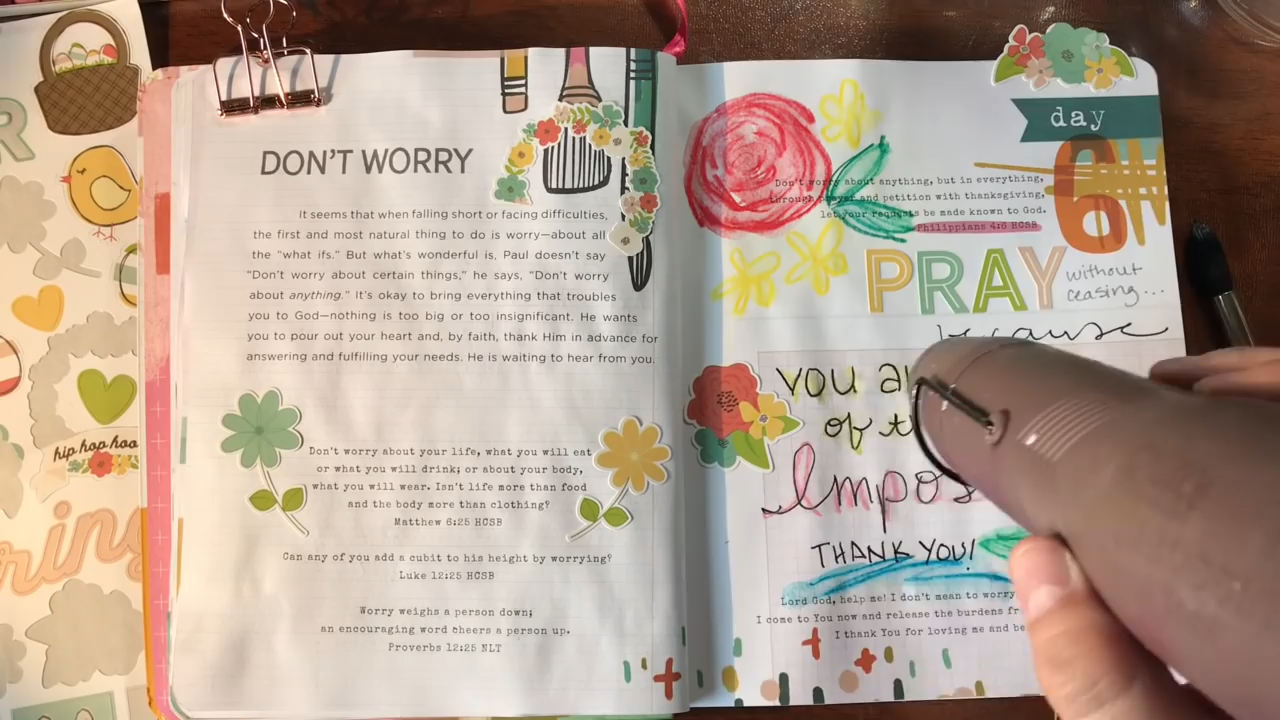 R
hip hop hoo
ring
DON'T WORRY
It seems that when falling short or facing difficulties,
the first and most natural thing to do is worry—about all
the "what ifs." But what's wonderful is, Paul doesn't say
"Don't worry about certain things," he says, "Don't worry
about anything." It's okay to bring everything that troubles
you to God—nothing is too big or too insignificant. He wants
you to pour out your heart and, by faith, thank Him in advance for
answering and fulfilling your needs. He is waiting to hear from you.
Don't worry about your life, what you will eat
or what you will drink; or about your body,
what you will wear. Isn't life more than food
and the body more than clothing?
Matthew 6:25 HCSB
Can any of you add a cubit to his height by worrying?
Luke 12:25 HCSB
Worry weighs a person down;
an encouraging word cheers a person up.
Proverbs 12:25 NLT
day
6
Don't worry about anything, but in everything,
through prayer and petition with thanksgiving,
let your requests be made known to God.
Philippians 4:6 HCSB
PRAY without
ceasing...
because
you
of
THANK YOU!
Lord God, help me! I don't mean to worry
I come to You now and release the burdens
I thank You for loving me and